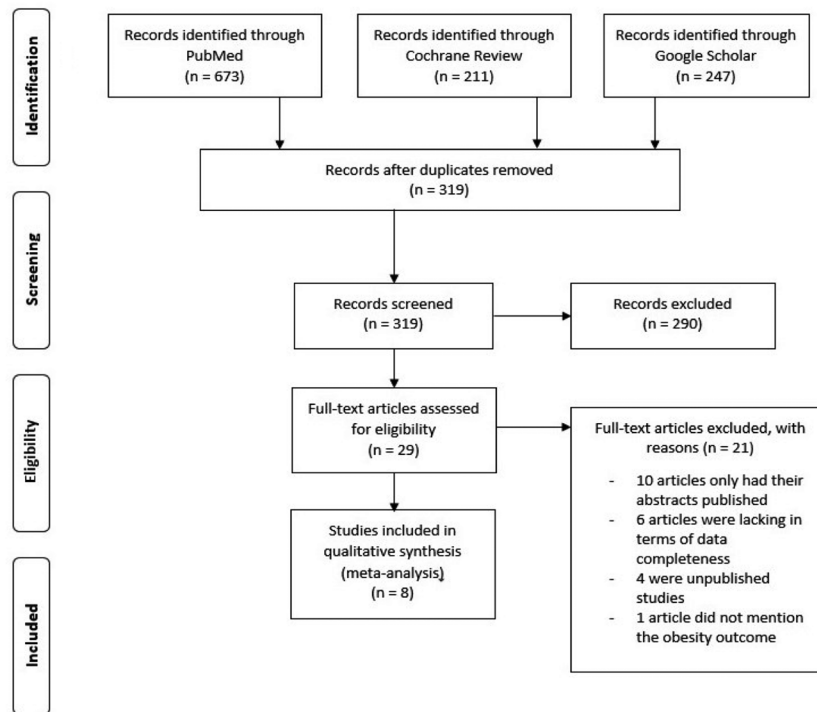 Identification
Records identified through
PubMed
(n = 673)
Records identified through
Cochrane Review
(n = 211)
Records identified through
Google Scholar
(n = 247)
Records after duplicates removed
(n = 319)
Screening
Records screened
(n = 319)
Records excluded
(n = 290)
Eligibility
Full-text articles assessed
for eligibility
(n = 29)
Full-text articles excluded, with
reasons (n = 21)
- 10 articles only had their
abstracts published
- 6 articles were lacking in
terms of data
completeness
- 4 were unpublished
studies
- 1 article did not mention
the obesity outcome
Included
Studies included in
qualitative synthesis
(meta-analysis)
(n = 8)